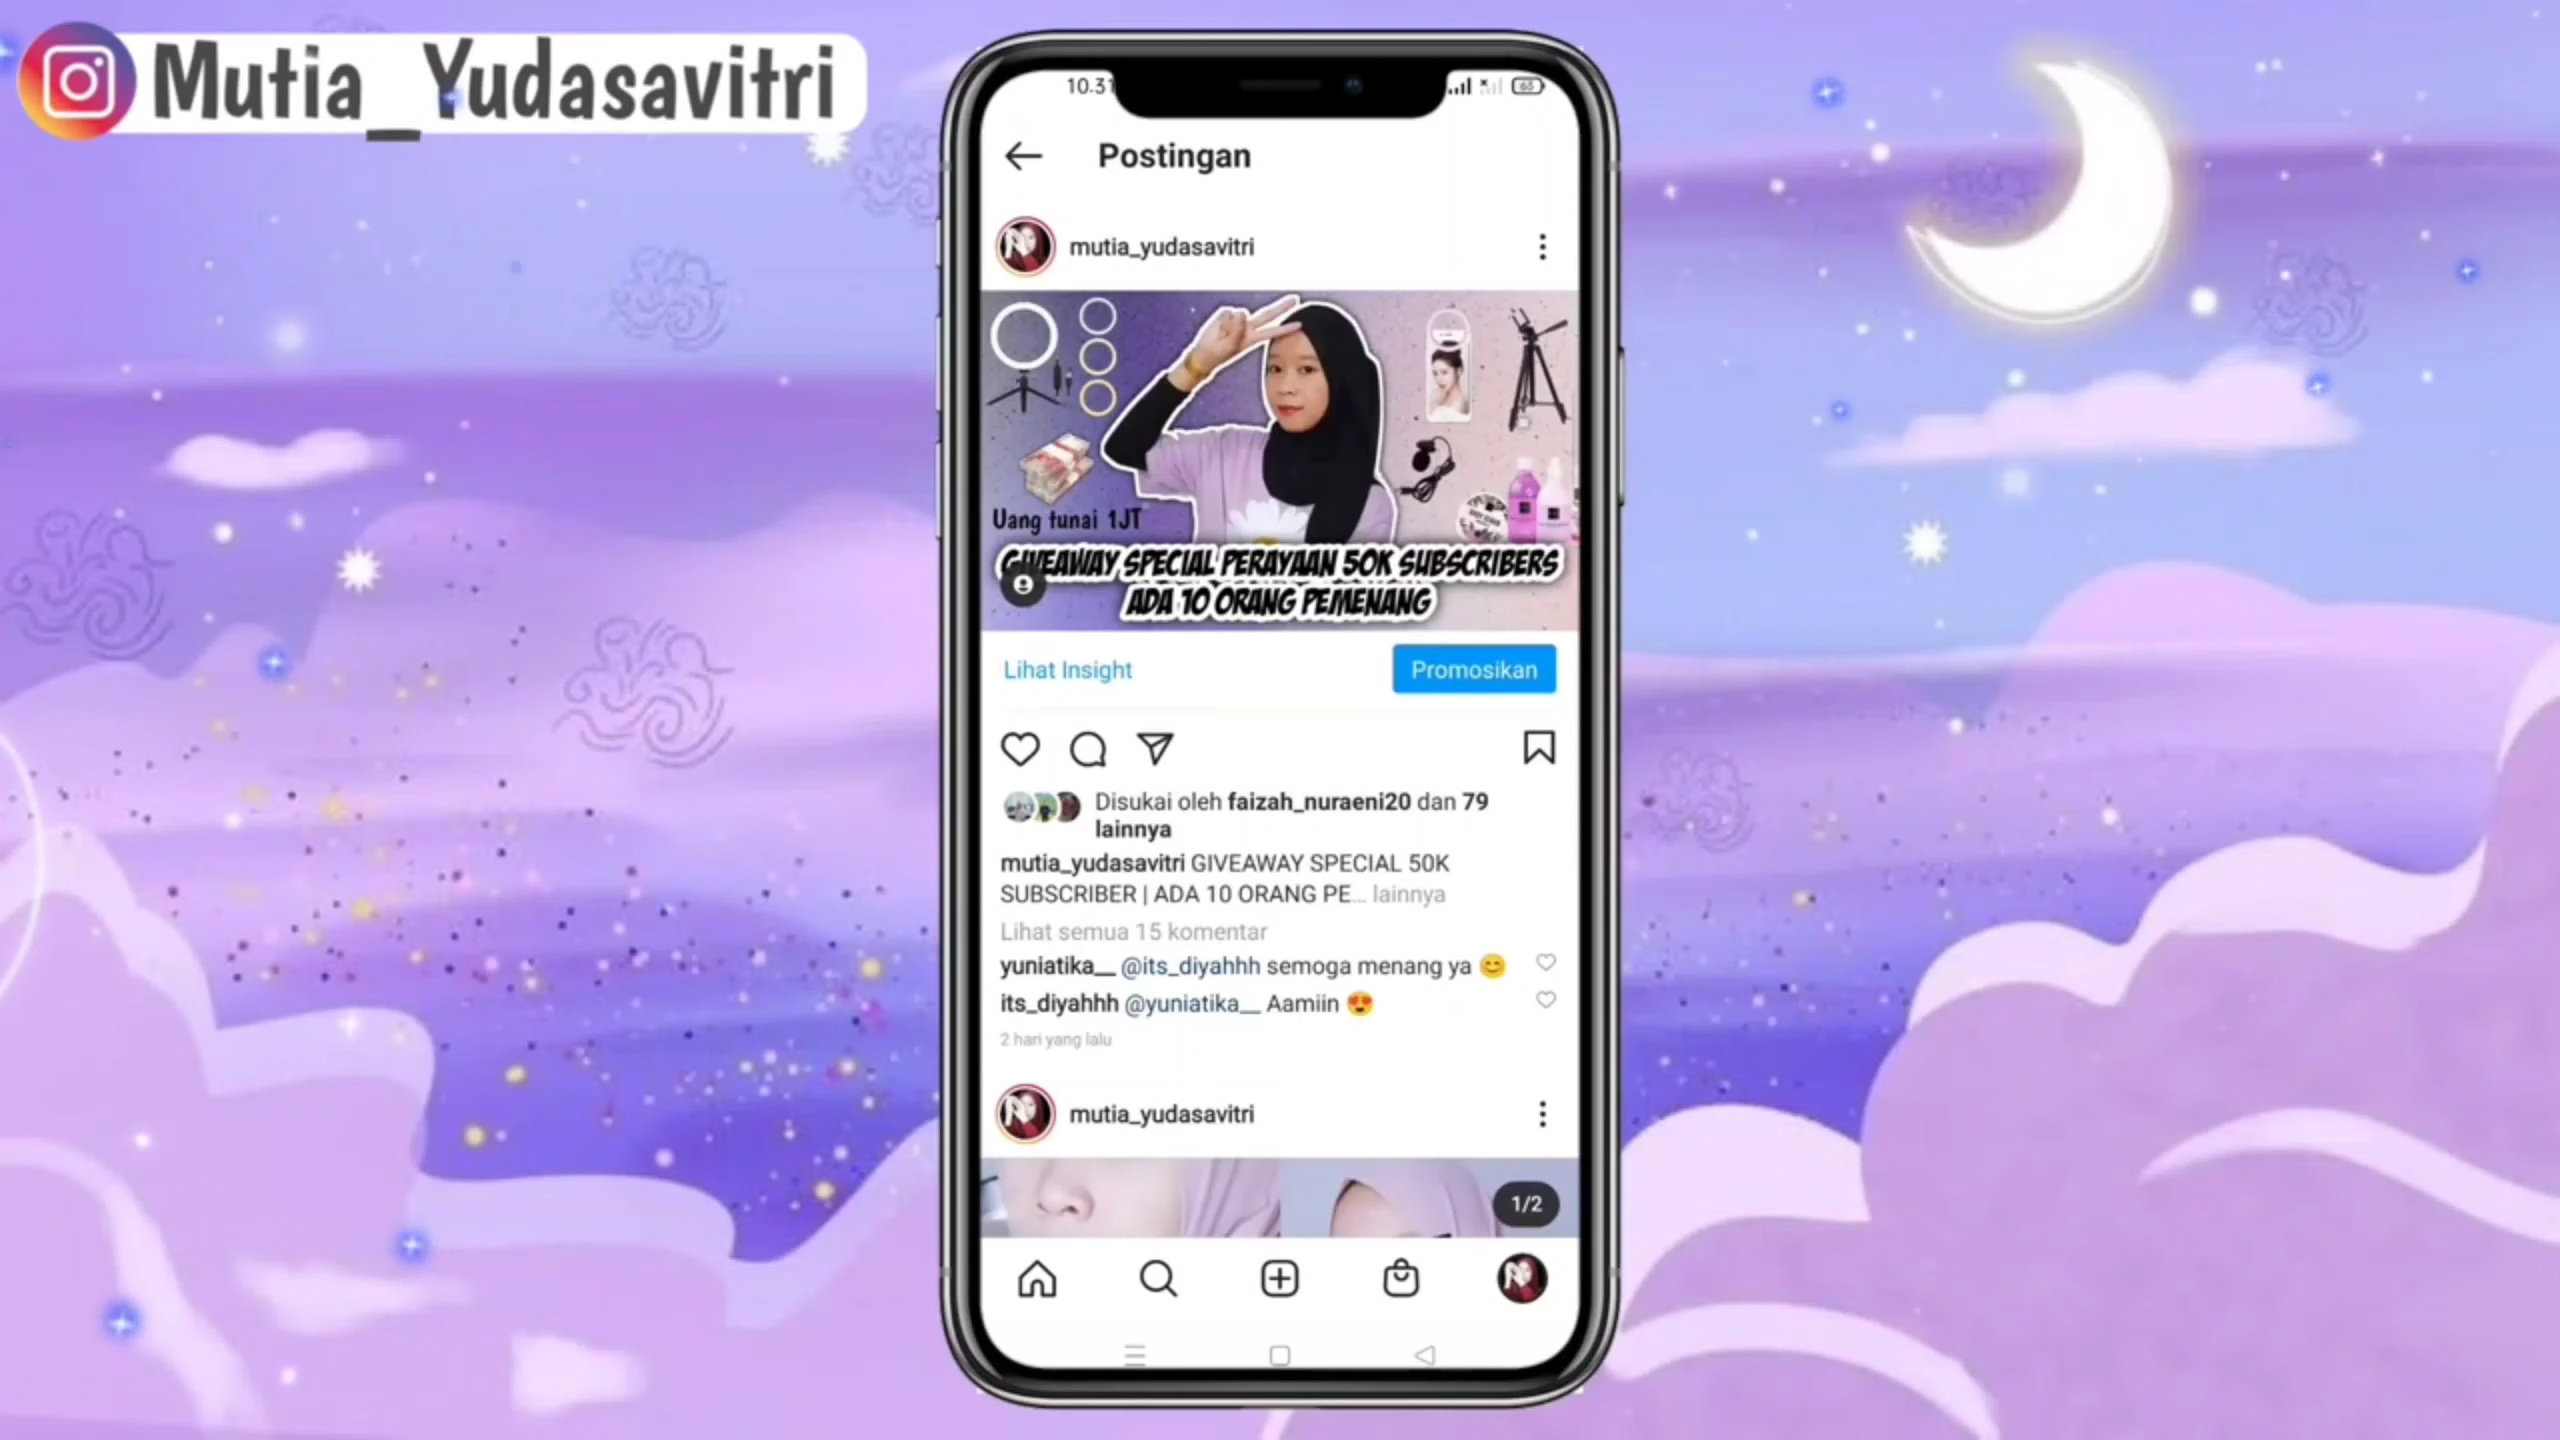 Mutia_Yudasavitri
10.31
65
Postingan
mutia_yudasavitri
Uang tunai 1JT
GIVEAWAY SPECIAL PERAYAAN 50K SUBSCRIBERS
ADA 10 ORANG PEMENANG
Lihat Insight
Promosikan
Disukai oleh faizah_nuraeni20 dan 79
lainnya
mutia_yudasavitri GIVEAWAY SPECIAL 50K
SUBSCRIBER | ADA 10 ORANG PE... lainnya
Lihat semua 15 komentar
yuniatika__ @its_diyahhh semoga menang ya 😊
its_diyahhh @yuniatika__ Aamiin 😍
2 hari yang lalu
mutia_yudasavitri
1/2